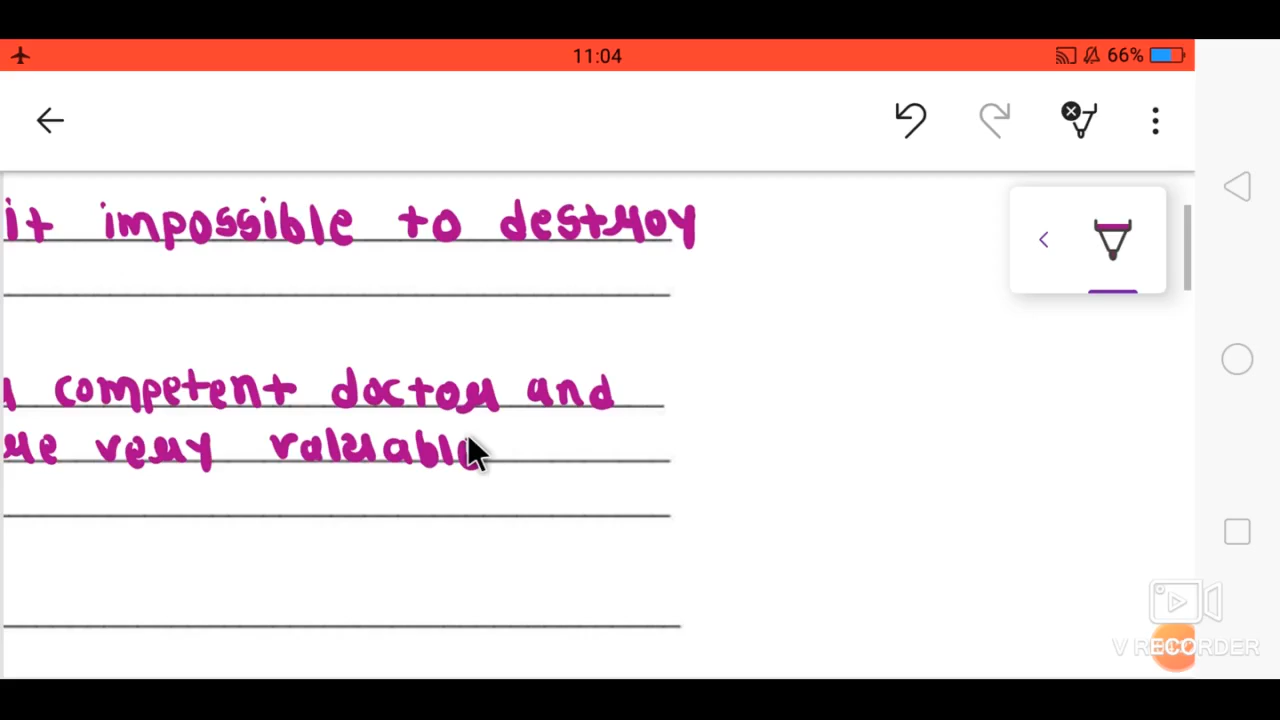 11:04 66%
it impossible to destroy
competent doctor and
very valuable
V RECORDER